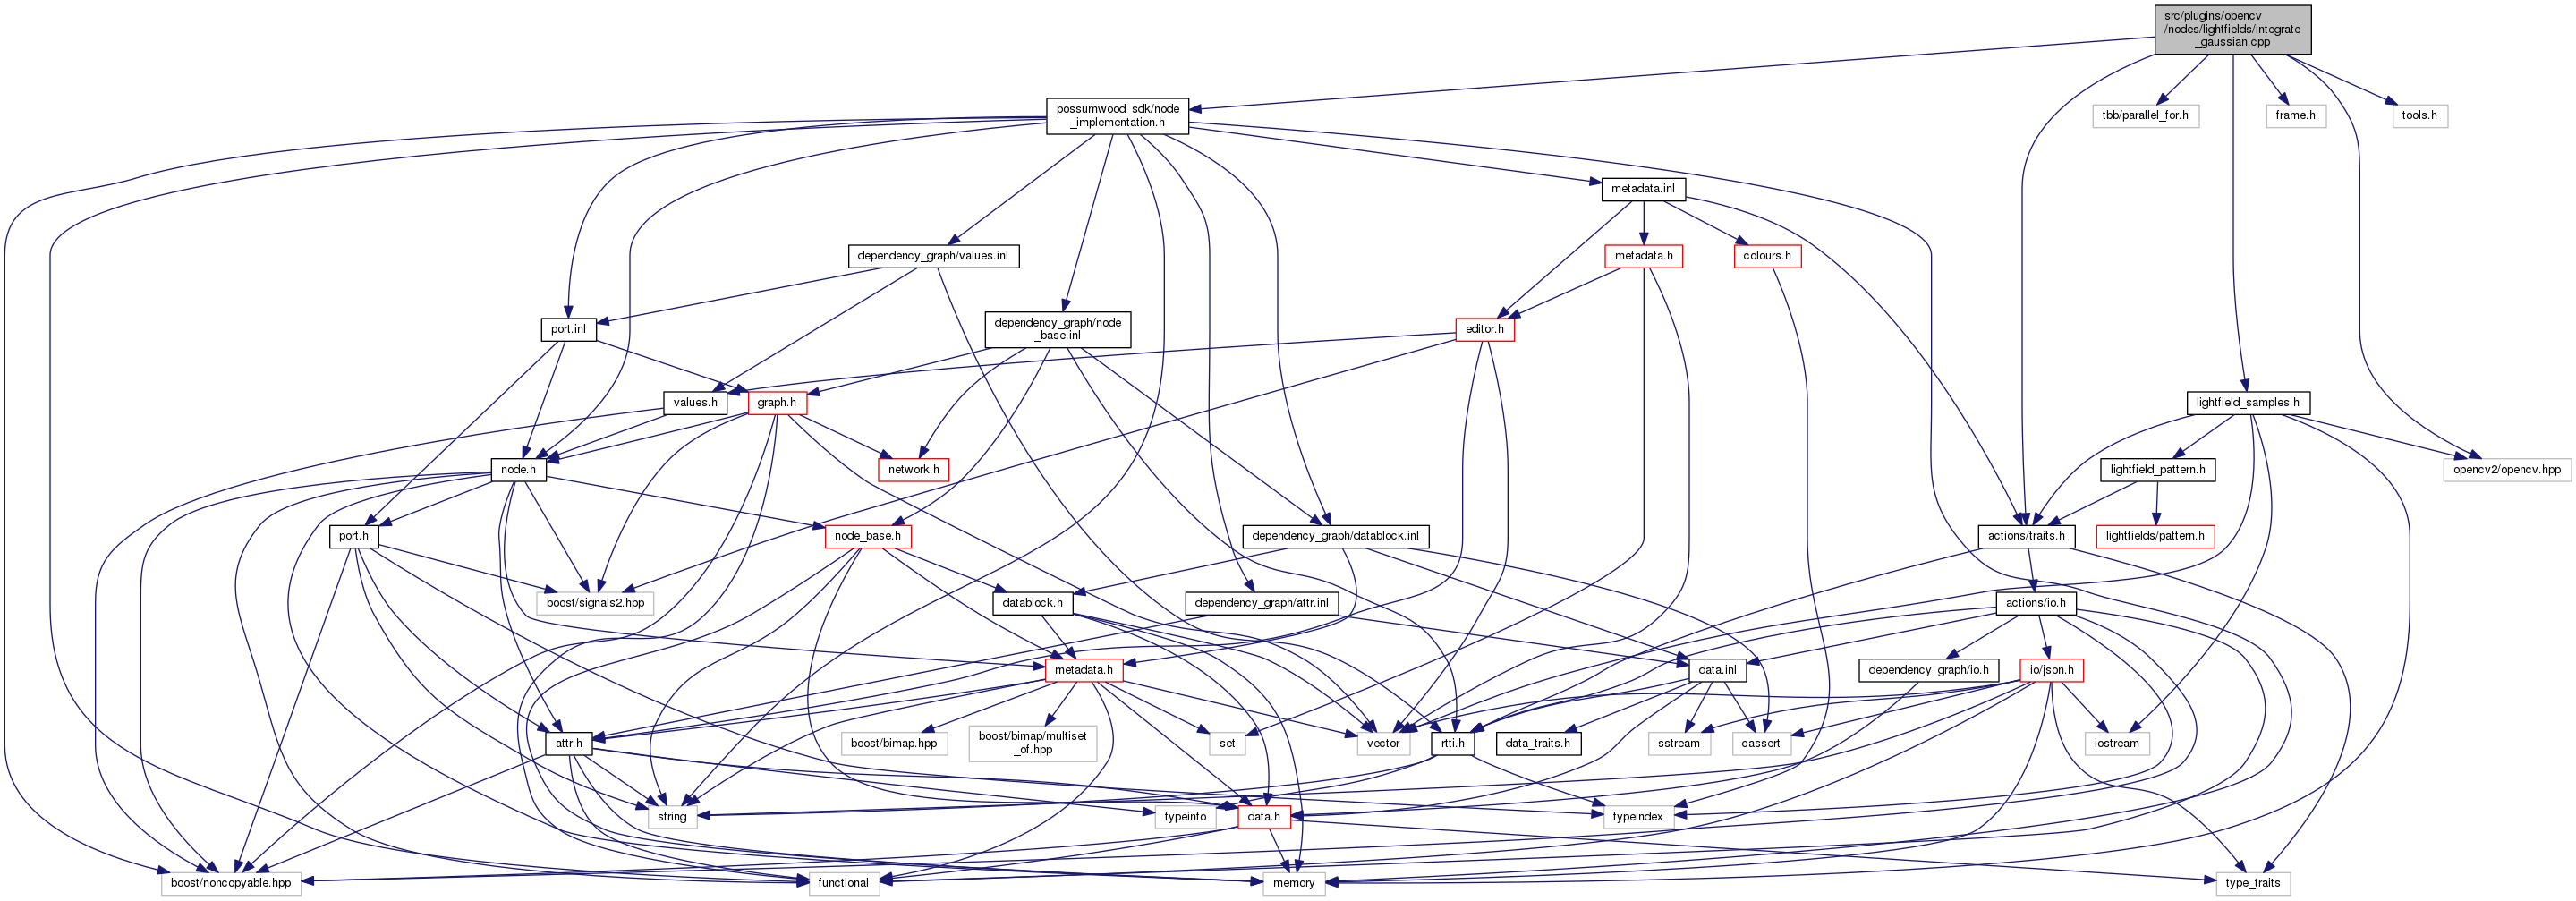 src/plugins/opencv
/nodes/lightfields/integrate
_gaussian.cpp
possumwood_sdk/node
_implementation.h
tbb/parallel_for.h
frame.h
tools.h
metadata.inl
dependency_graph/values.inl
metadata.h
colours.h
port.inl
dependency_graph/node
_base.inl
editor.h
values.h
graph.h
lightfield_samples.h
node.h
network.h
lightfield_pattern.h
opencv2/opencv.hpp
port.h
node_base.h
dependency_graph/datablock.inl
actions/traits.h
lightfields/pattern.h
boost/signals2.hpp
datablock.h
dependency_graph/attr.inl
actions/io.h
metadata.h
data.inl
dependency_graph/io.h
io/json.h
attr.h
boost/bimap.hpp
boost/bimap/multiset
_of.hpp
set
vector
rtti.h
data_traits.h
sstream
cassert
iostream
string
typeinfo
data.h
typeindex
boost/noncopyable.hpp
functional
memory
type_traits